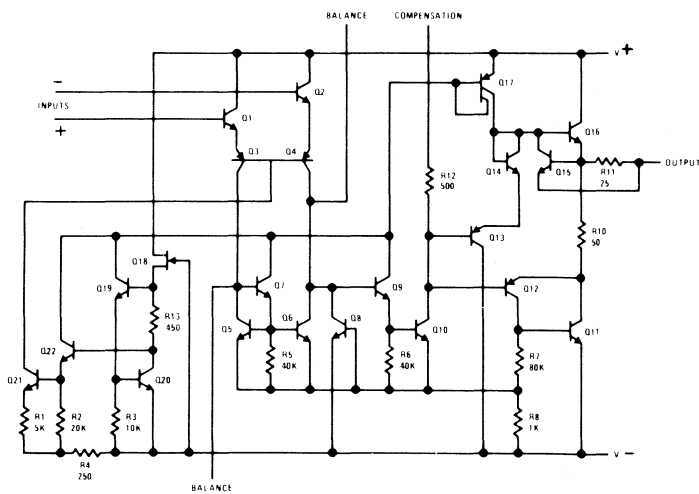 BALANCE
COMPENSATION
V +
Q17
−
Q2
INPUTS
Q1
+
Q16
Q3
Q4
Q14
Q15
R11
25
OUTPUT
R12
500
Q13
R10
50
Q18
Q19
Q7
Q9
Q12
R13
450
Q5
Q6
Q8
Q10
Q11
Q22
R5
40K
R6
40K
R7
80K
Q21
Q20
R1
5K
R2
20K
R3
10K
R8
1K
R4
250
V −
BALANCE